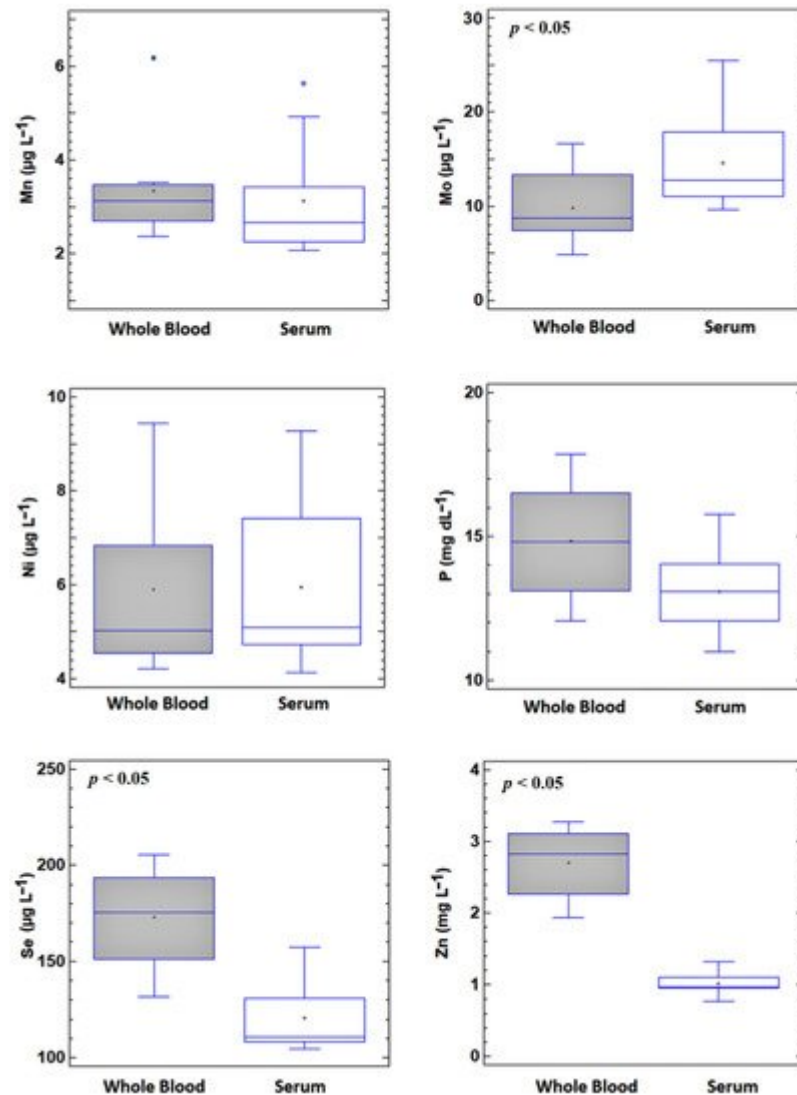 Mn (µg L⁻¹)
6
4
2
Whole Blood Serum
p < 0.05
Mo (µg L⁻¹)
30
20
10
0
Whole Blood Serum
Ni (µg L⁻¹)
10
8
6
4
Whole Blood Serum
P (mg dL⁻¹)
20
15
10
Whole Blood Serum
p < 0.05
Se (µg L⁻¹)
250
200
150
100
Whole Blood Serum
p < 0.05
Zn (mg L⁻¹)
4
3
2
1
0
Whole Blood Serum